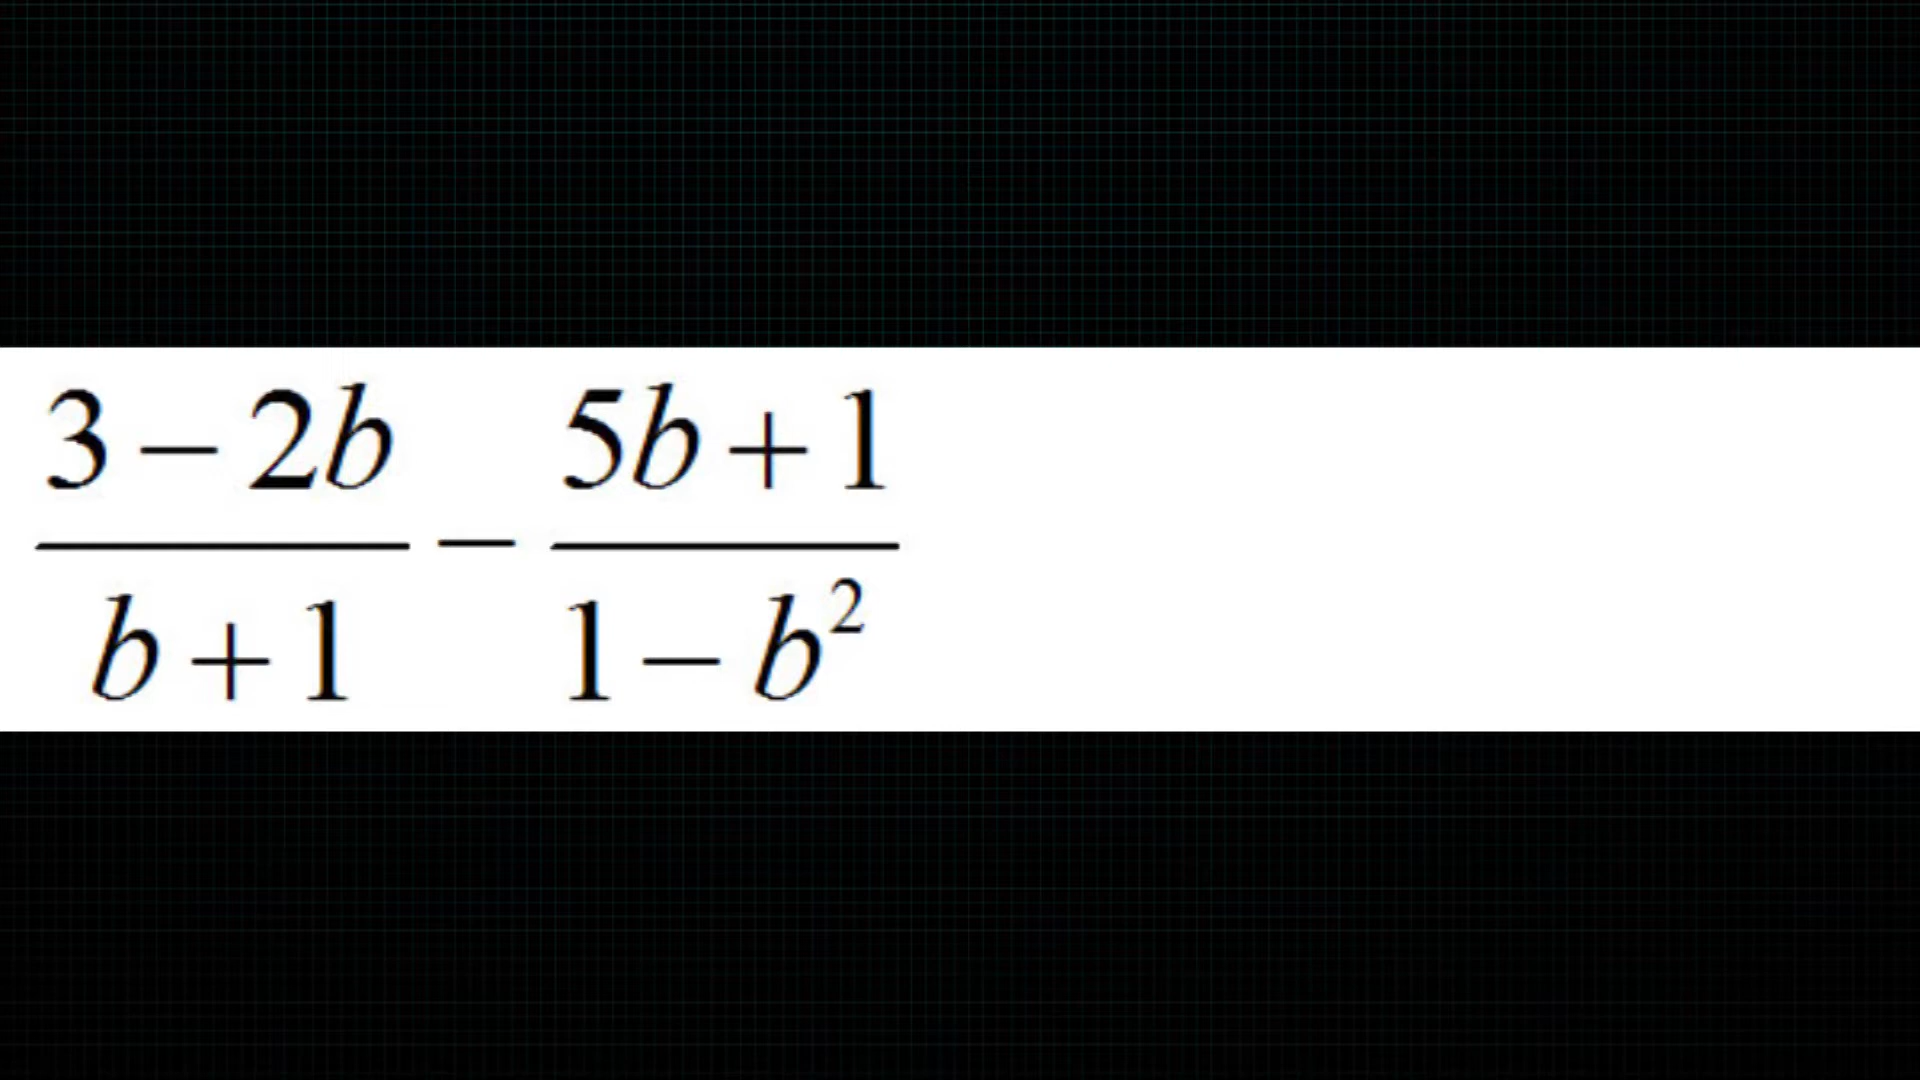 3 − 2b / b + 1 − 5b + 1 / 1 − b²